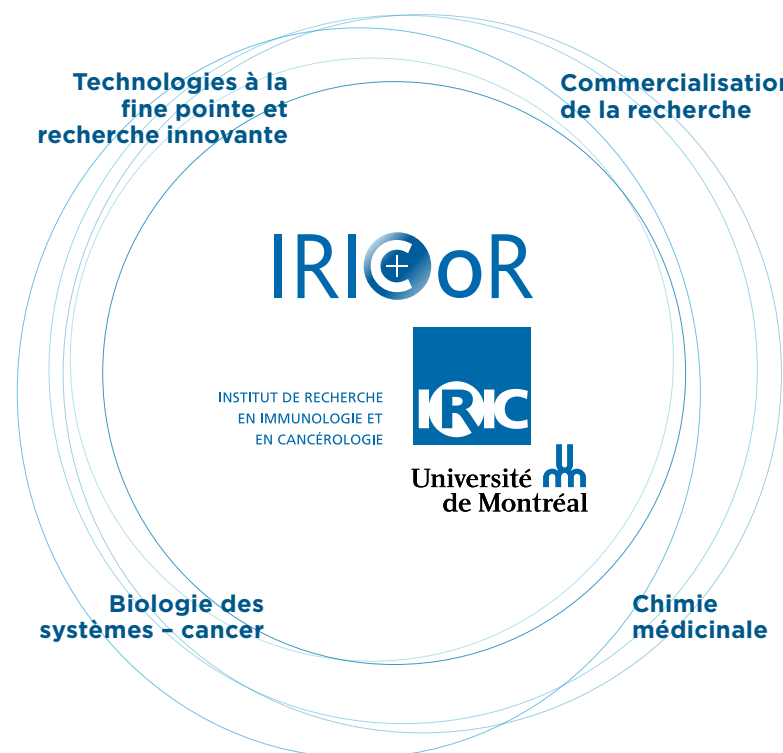 Technologies à la
fine pointe et
recherche innovante
Commercialisation
de la recherche
IRICoR
INSTITUT DE RECHERCHE
EN IMMUNOLOGIE ET
EN CANCÉROLOGIE
IRIC
Université
de Montréal
Biologie des
systèmes – cancer
Chimie
médicinale